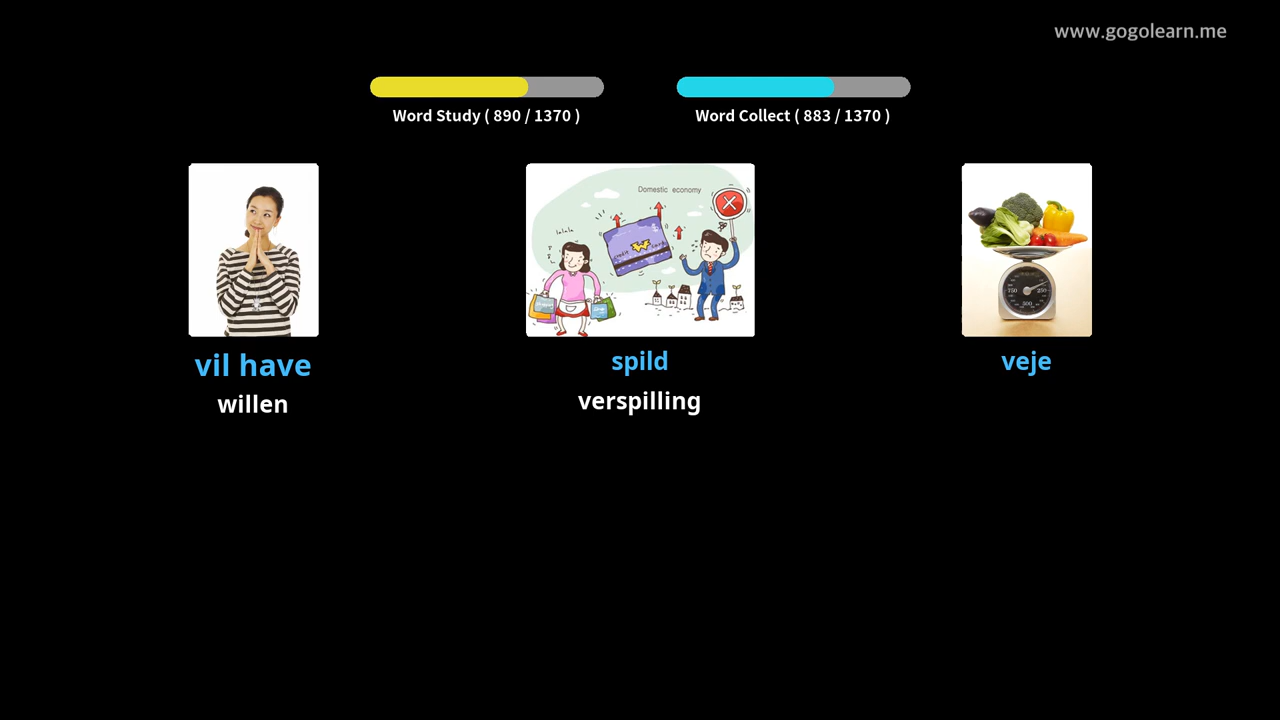 www.gogolearn.me
Word Study ( 890 / 1370 )
Word Collect ( 883 / 1370 )
Domestic economy
lalala
vil have
spild
veje
willen
verspilling